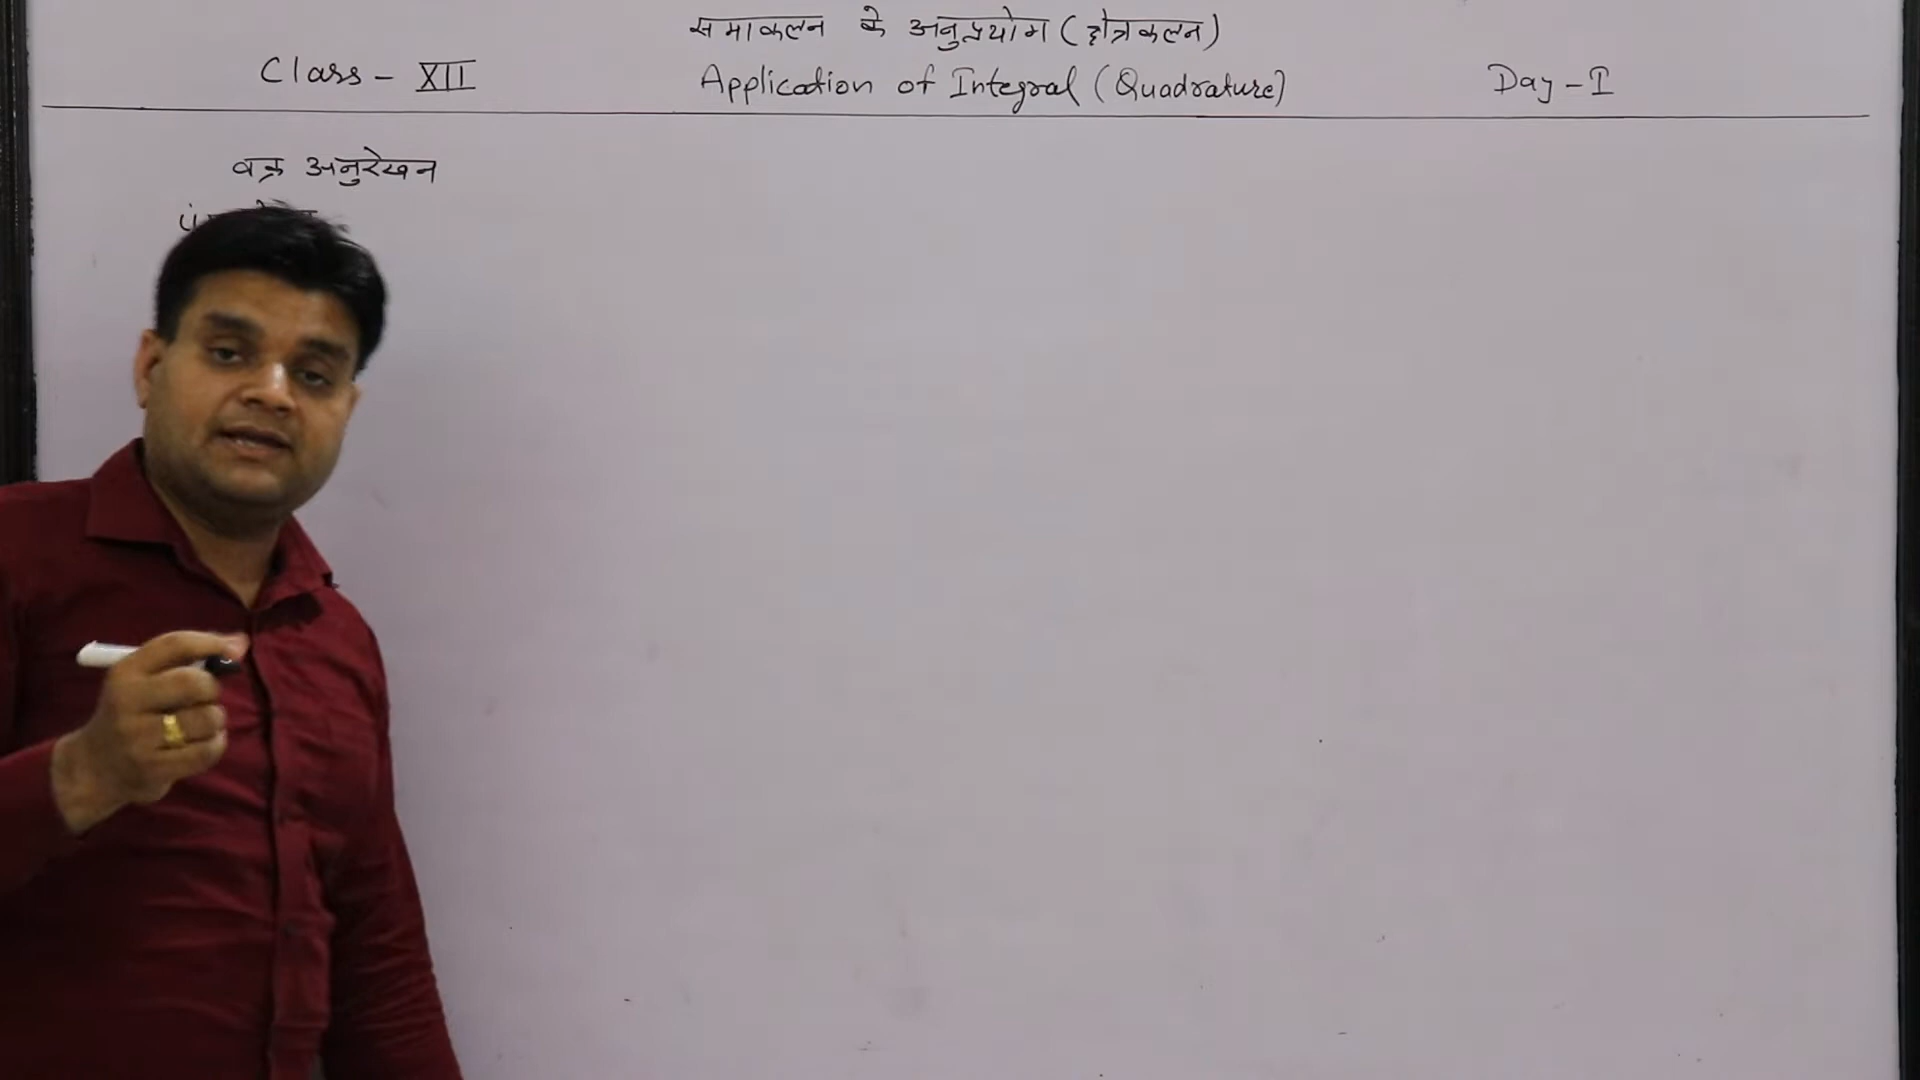 समाकलन के अनुप्रयोग (क्षेत्रकलन)
Class - XII Application of Integral (Quadrature) Day - I
वक्र अनुरेखन